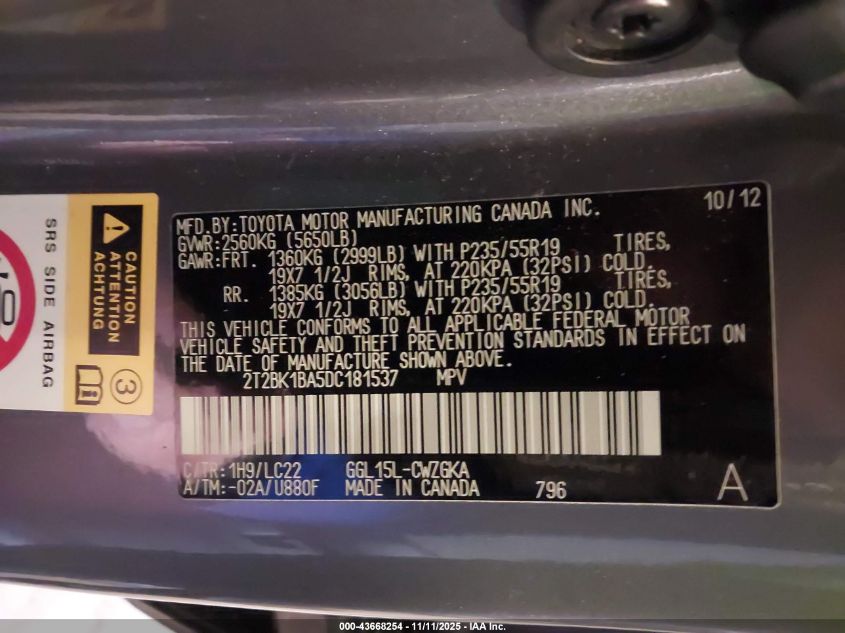 MFD.BY:TOYOTA MOTOR MANUFACTURING CANADA INC. 10/12
GVWR:2560KG (5650LB)
GAWR:FRT. 1360KG (2999LB) WITH P235/55R19 TIRES,
19X7 1/2J RIMS, AT 220KPA (32PSI) COLD.
RR. 1385KG (3056LB) WITH P235/55R19 TIRES,
19X7 1/2J RIMS, AT 220KPA (32PSI) COLD.
THIS VEHICLE CONFORMS TO ALL APPLICABLE FEDERAL MOTOR
VEHICLE SAFETY AND THEFT PREVENTION STANDARDS IN EFFECT ON
THE DATE OF MANUFACTURE SHOWN ABOVE.
2T2BK1BA5DC181537 MPV
C/TR:1H9/LC22 GGL15L-CWZGKA
A/TM:-02A/U880F MADE IN CANADA 796 A
CAUTION
ATTENTION
ACHTUNG
3
SRS SIDE AIRBAG
000-43668254 - 11/11/2025 - IAA Inc.